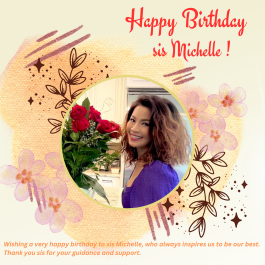 Happy Birthday
sis Michelle !
Wishing a very happy birthday to sis Michelle, who always inspires us to be our best.
Thank you sis for your guidance and support.